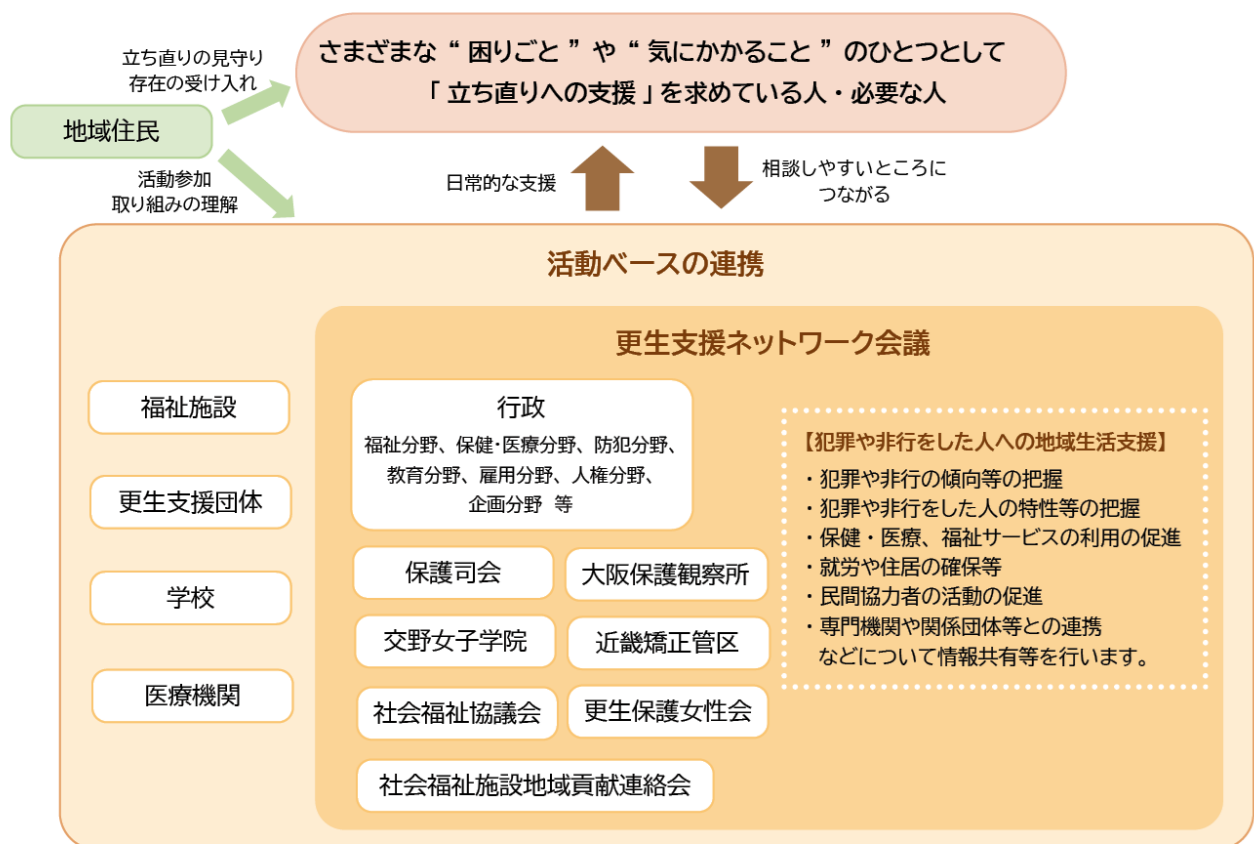 さまざまな “ 困りごと ” や “ 気にかかること ” のひとつとして
「 立ち直りへの支援 」を求めている人・必要な人
立ち直りの見守り
存在の受け入れ
地域住民
活動参加
取り組みの理解
日常的な支援
相談しやすいところに
つながる
活動ベースの連携
福祉施設
更生支援団体
学校
医療機関
更生支援ネットワーク会議
行政
福祉分野、保健・医療分野、防犯分野、
教育分野、雇用分野、人権分野、
企画分野 等
保護司会
大阪保護観察所
交野女子学院
近畿矯正管区
社会福祉協議会
更生保護女性会
社会福祉施設地域貢献連絡会
【犯罪や非行をした人への地域生活支援】
・犯罪や非行の傾向等の把握
・犯罪や非行をした人の特性等の把握
・保健・医療、福祉サービスの利用の促進
・就労や住居の確保等
・民間協力者の活動の促進
・専門機関や関係団体等との連携
などについて情報共有等を行います。